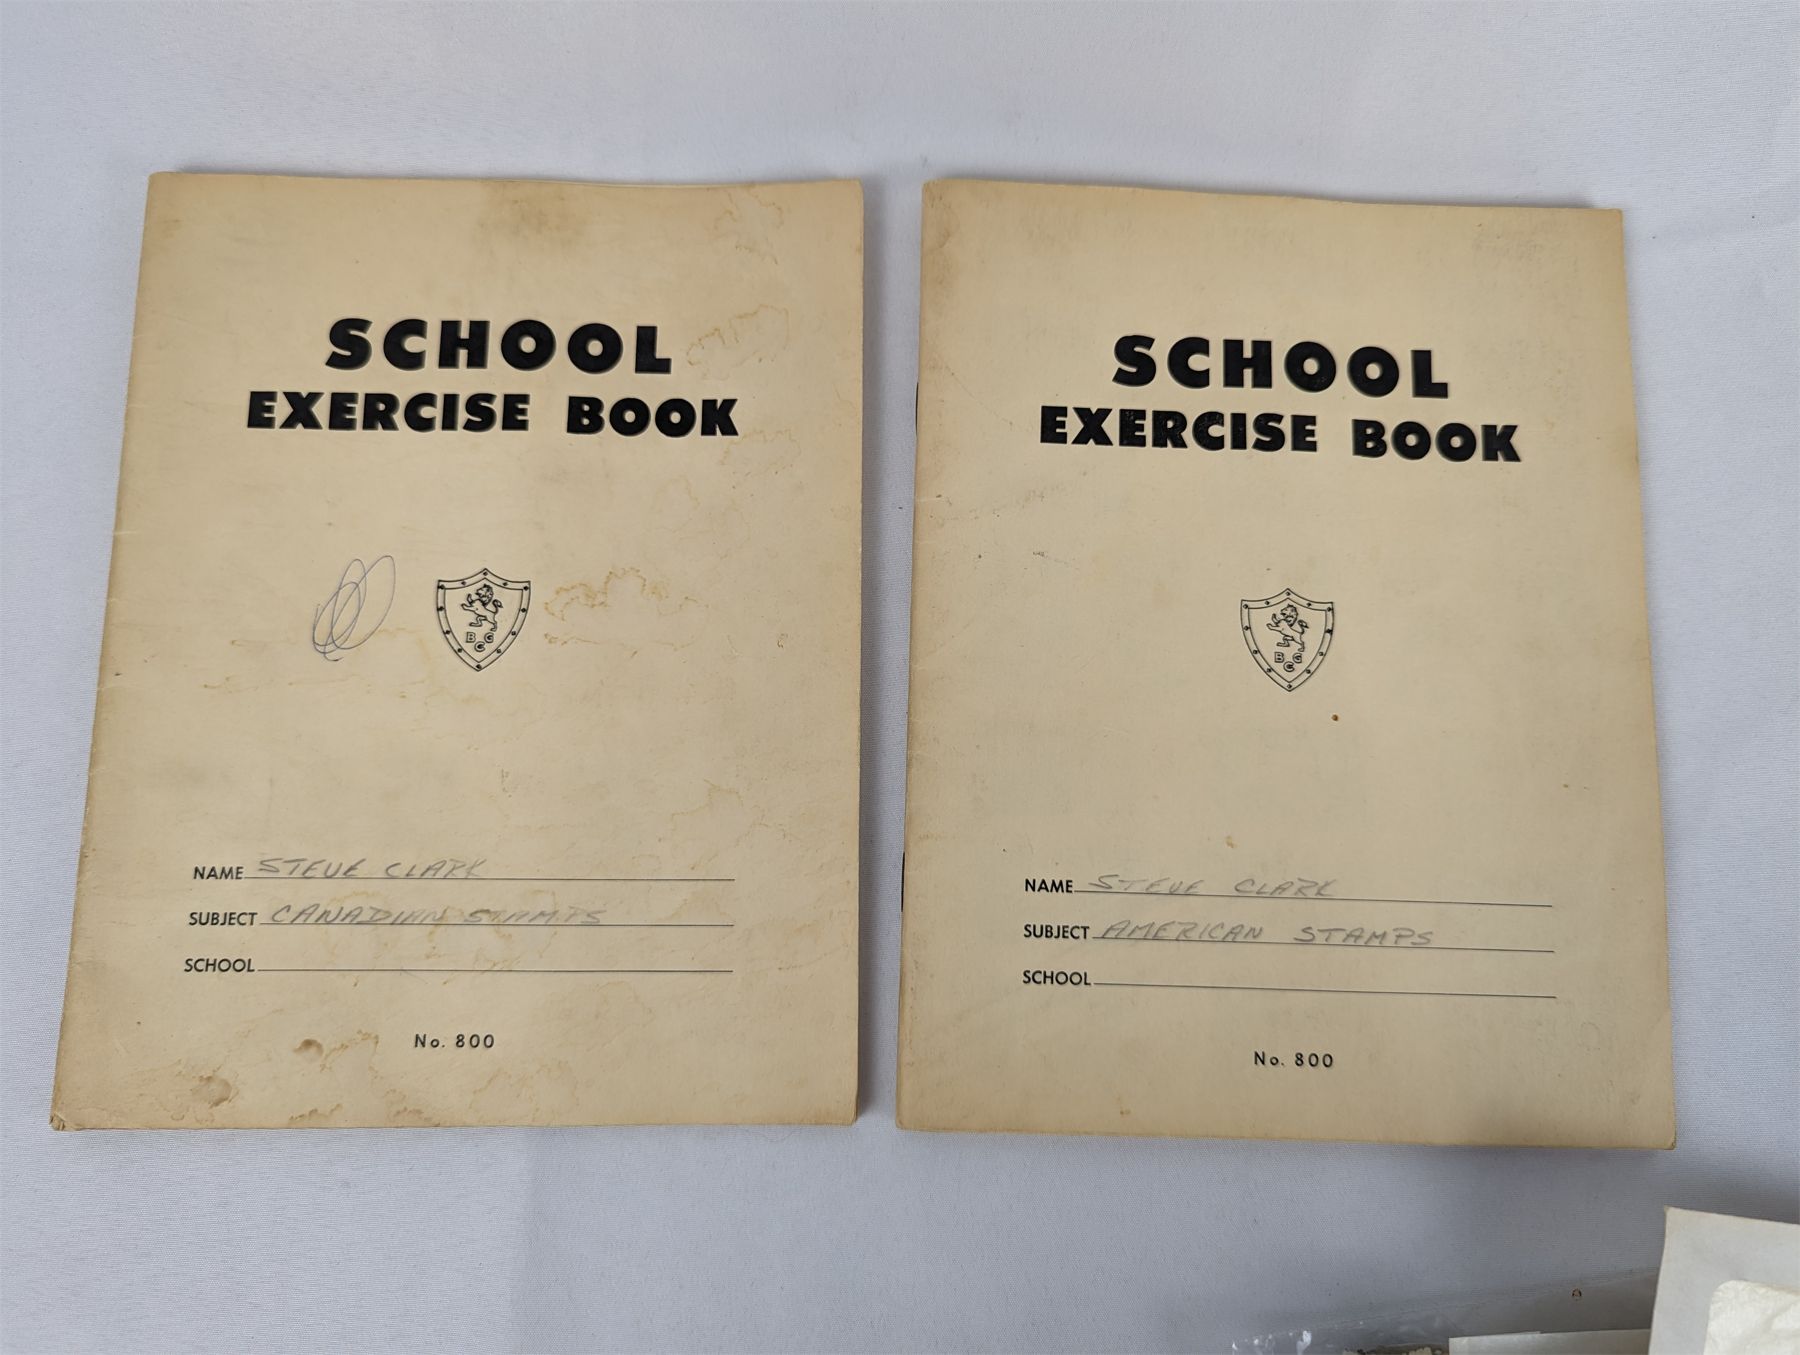 SCHOOL
EXERCISE BOOK
B G
C
NAME STEVE CLARK
SUBJECT CANADIAN STAMPS
SCHOOL
No. 800
SCHOOL
EXERCISE BOOK
B G
C
NAME STEVE CLARK
SUBJECT AMERICAN STAMPS
SCHOOL
No. 800